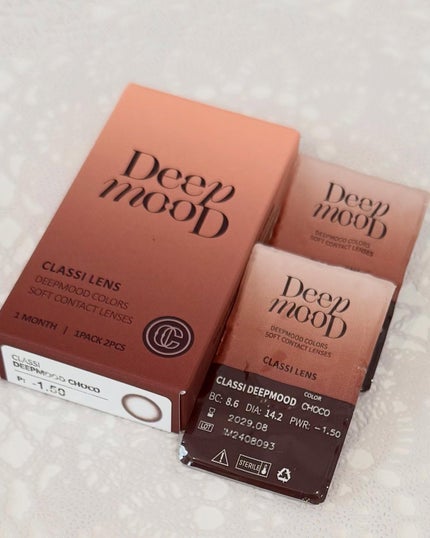 Deep
mooD
CLASSI LENS
DEEPMOOD COLORS
SOFT CONTACT LENSES
1 MONTH / 1PACK 2PCS
CC
CLASSI
DEEPMOOD CHOCO
-1.50
Deep
mooD
DEEPMOOD COLORS
SOFT CONTACT LENSES
Deep
mooD
DEEPMOOD COLORS
SOFT CONTACT LENSES
CLASSI LENS
CLASSI DEEPMOOD COLOR CHOCO
BC: 8.6 DIA: 14.2 PWR: -1.50
2029.08
LOT M2408093
STERILE